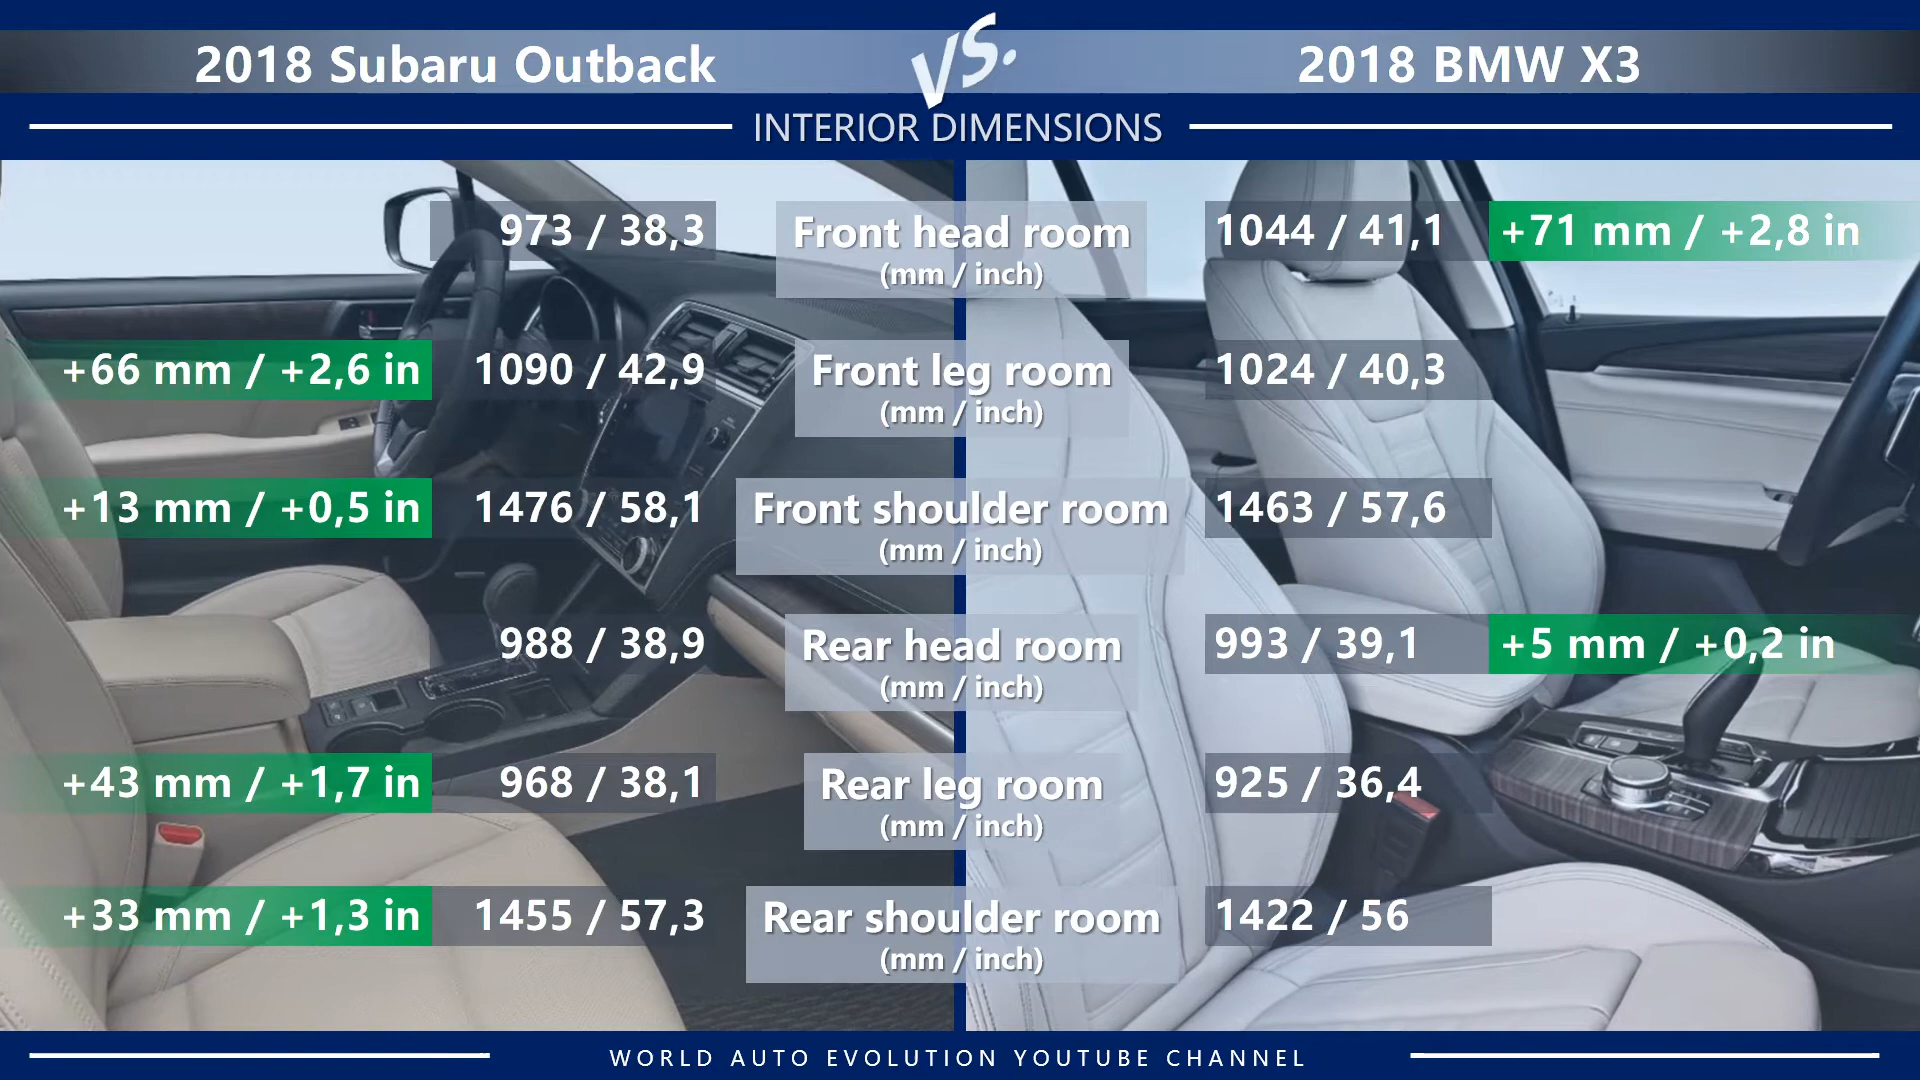 2018 Subaru Outback VS. 2018 BMW X3
INTERIOR DIMENSIONS
973 / 38,3 Front head room 1044 / 41,1 +71 mm / +2,8 in
(mm / inch)
+66 mm / +2,6 in 1090 / 42,9 Front leg room 1024 / 40,3
(mm / inch)
+13 mm / +0,5 in 1476 / 58,1 Front shoulder room 1463 / 57,6
(mm / inch)
988 / 38,9 Rear head room 993 / 39,1 +5 mm / +0,2 in
(mm / inch)
+43 mm / +1,7 in 968 / 38,1 Rear leg room 925 / 36,4
(mm / inch)
+33 mm / +1,3 in 1455 / 57,3 Rear shoulder room 1422 / 56
(mm / inch)
WORLD AUTO EVOLUTION YOUTUBE CHANNEL